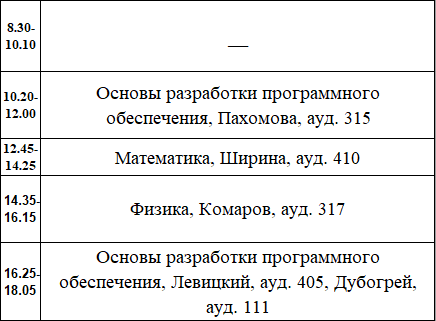 8.30-
10.10
—
10.20-
12.00
Основы разработки программного
обеспечения, Пахомова, ауд. 315
12.45-
14.25
Математика, Ширина, ауд. 410
14.35-
16.15
Физика, Комаров, ауд. 317
16.25-
18.05
Основы разработки программного
обеспечения, Левицкий, ауд. 405, Дубогрей,
ауд. 111